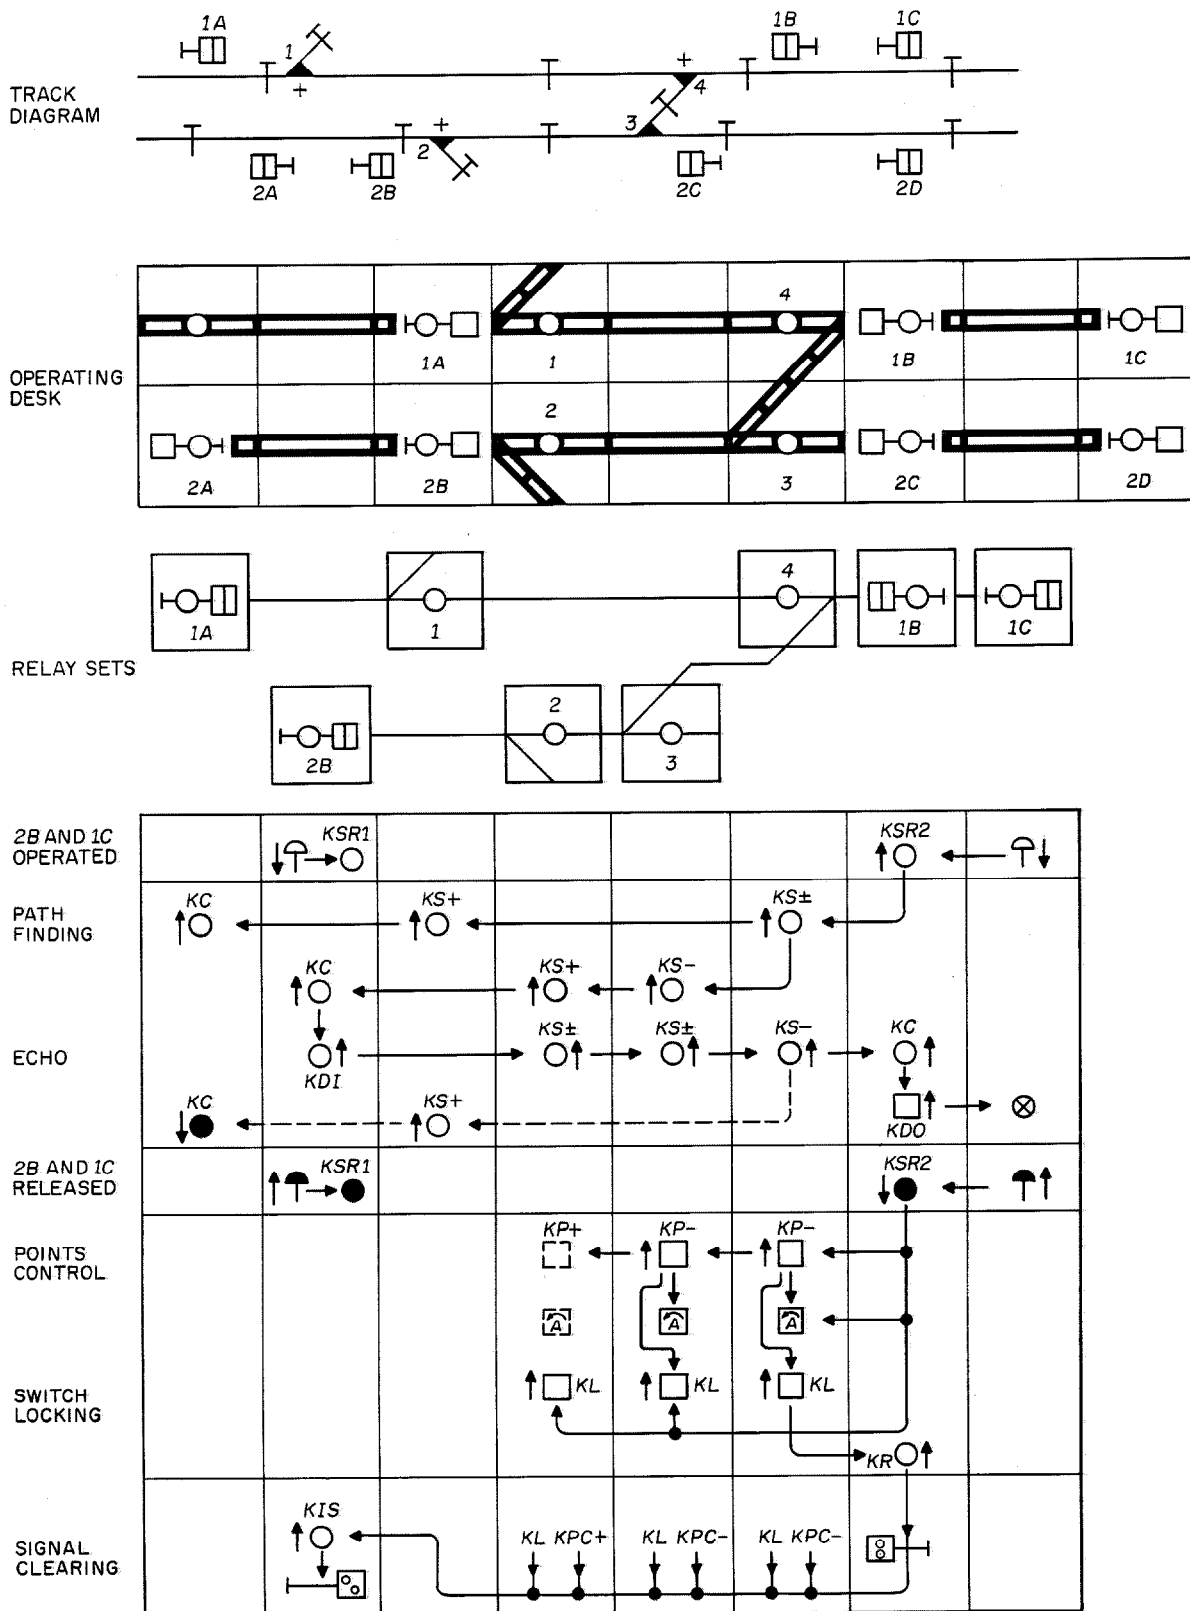 1A
1B
1C
1
+
+
4
TRACK
DIAGRAM
+
2
3
2A
2B
2C
2D
4
1A
1
1B
1C
OPERATING
DESK
2
2A
2B
3
2C
2D
4
1A
1
1B
1C
RELAY SETS
2
2B
3
2B AND 1C
OPERATED
KSR1
KSR2
PATH
FINDING
KC
KS+
KS±
KC
KS+
KS-
ECHO
KDI
KS±
KS±
KS-
KC
KC
KS+
KDO
2B AND 1C
RELEASED
KSR1
KSR2
POINTS
CONTROL
KP+
KP-
KP-
A
A
A
SWITCH
LOCKING
KL
KL
KL
KR
SIGNAL
CLEARING
KIS
KL KPC+
KL KPC-
KL KPC-